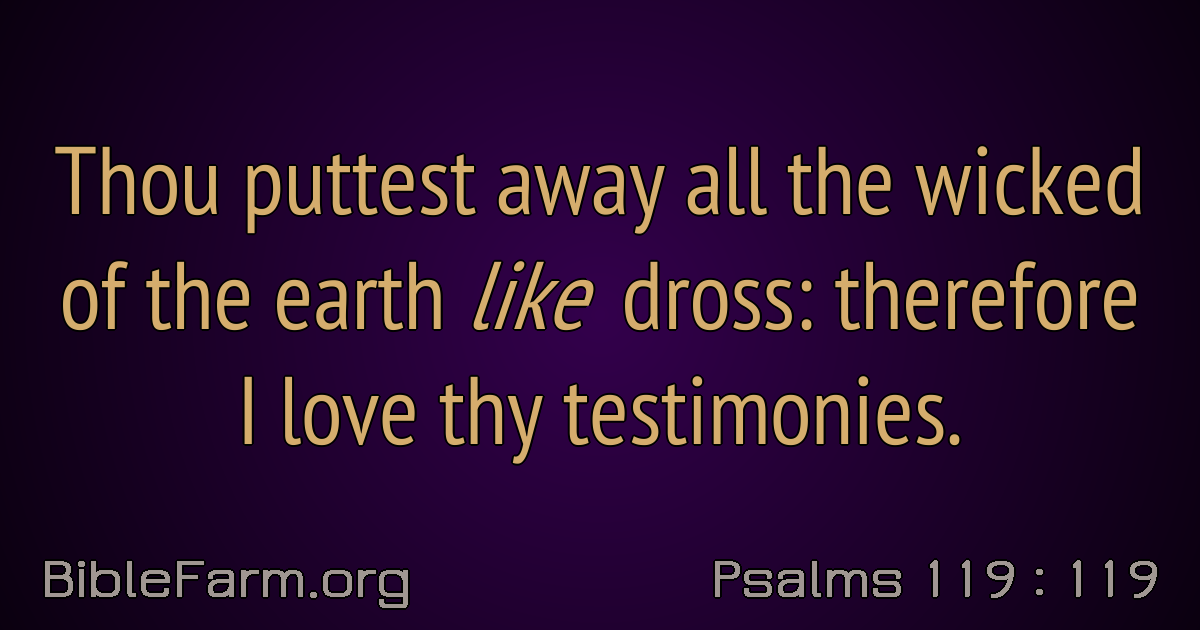 Thou puttest away all the wicked
of the earth like dross: therefore
I love thy testimonies.
BibleFarm.org
Psalms 119 : 119